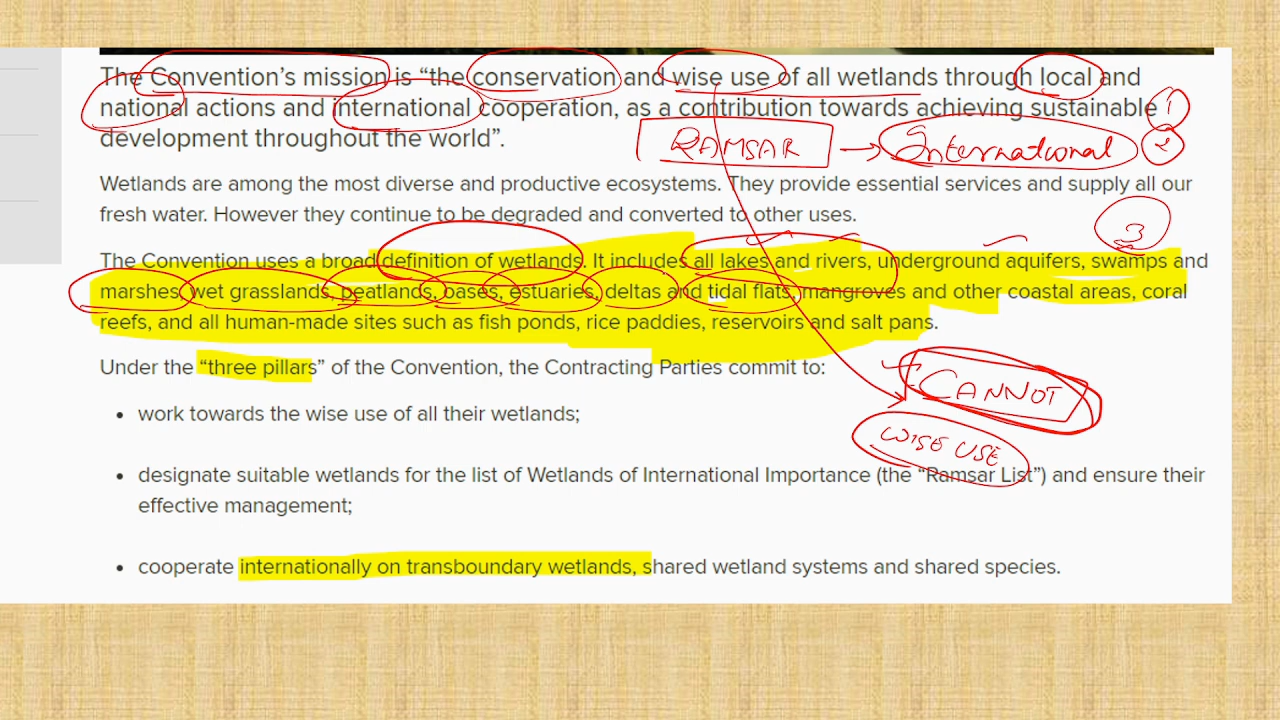 The Convention's mission is “the conservation and wise use of all wetlands through local and
national actions and international cooperation, as a contribution towards achieving sustainable 1
development throughout the world”. RAMSAR → International 2
Wetlands are among the most diverse and productive ecosystems. They provide essential services and supply all our
fresh water. However they continue to be degraded and converted to other uses.
3
The Convention uses a broad definition of wetlands. It includes all lakes and rivers, underground aquifers, swamps and
marshes, wet grasslands, peatlands, oases, estuaries, deltas and tidal flats, mangroves and other coastal areas, coral
reefs, and all human-made sites such as fish ponds, rice paddies, reservoirs and salt pans.
Under the “three pillars” of the Convention, the Contracting Parties commit to:
CANNOT
• work towards the wise use of all their wetlands;
WISE USE
• designate suitable wetlands for the list of Wetlands of International Importance (the “Ramsar List”) and ensure their
effective management;
• cooperate internationally on transboundary wetlands, shared wetland systems and shared species.